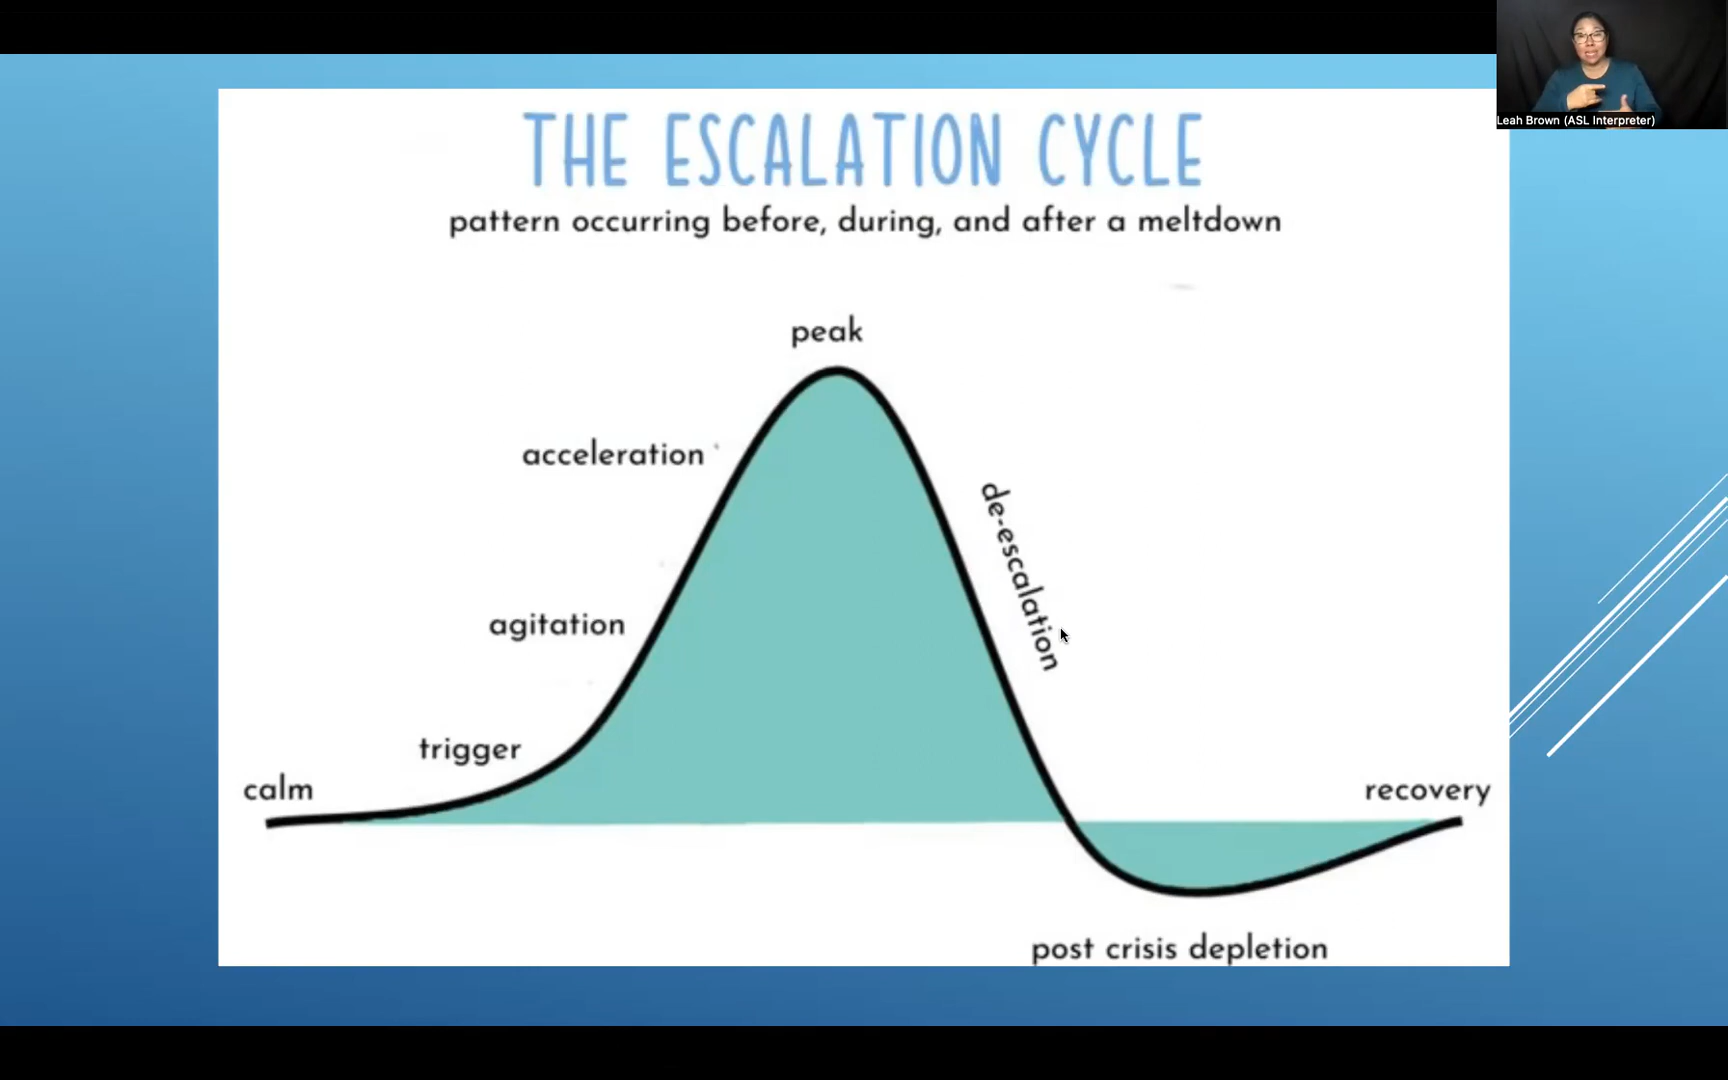 THE ESCALATION CYCLE
pattern occurring before, during, and after a meltdown
peak
acceleration
agitation
trigger
calm
de-escalation
recovery
post crisis depletion
Leah Brown (ASL Interpreter)